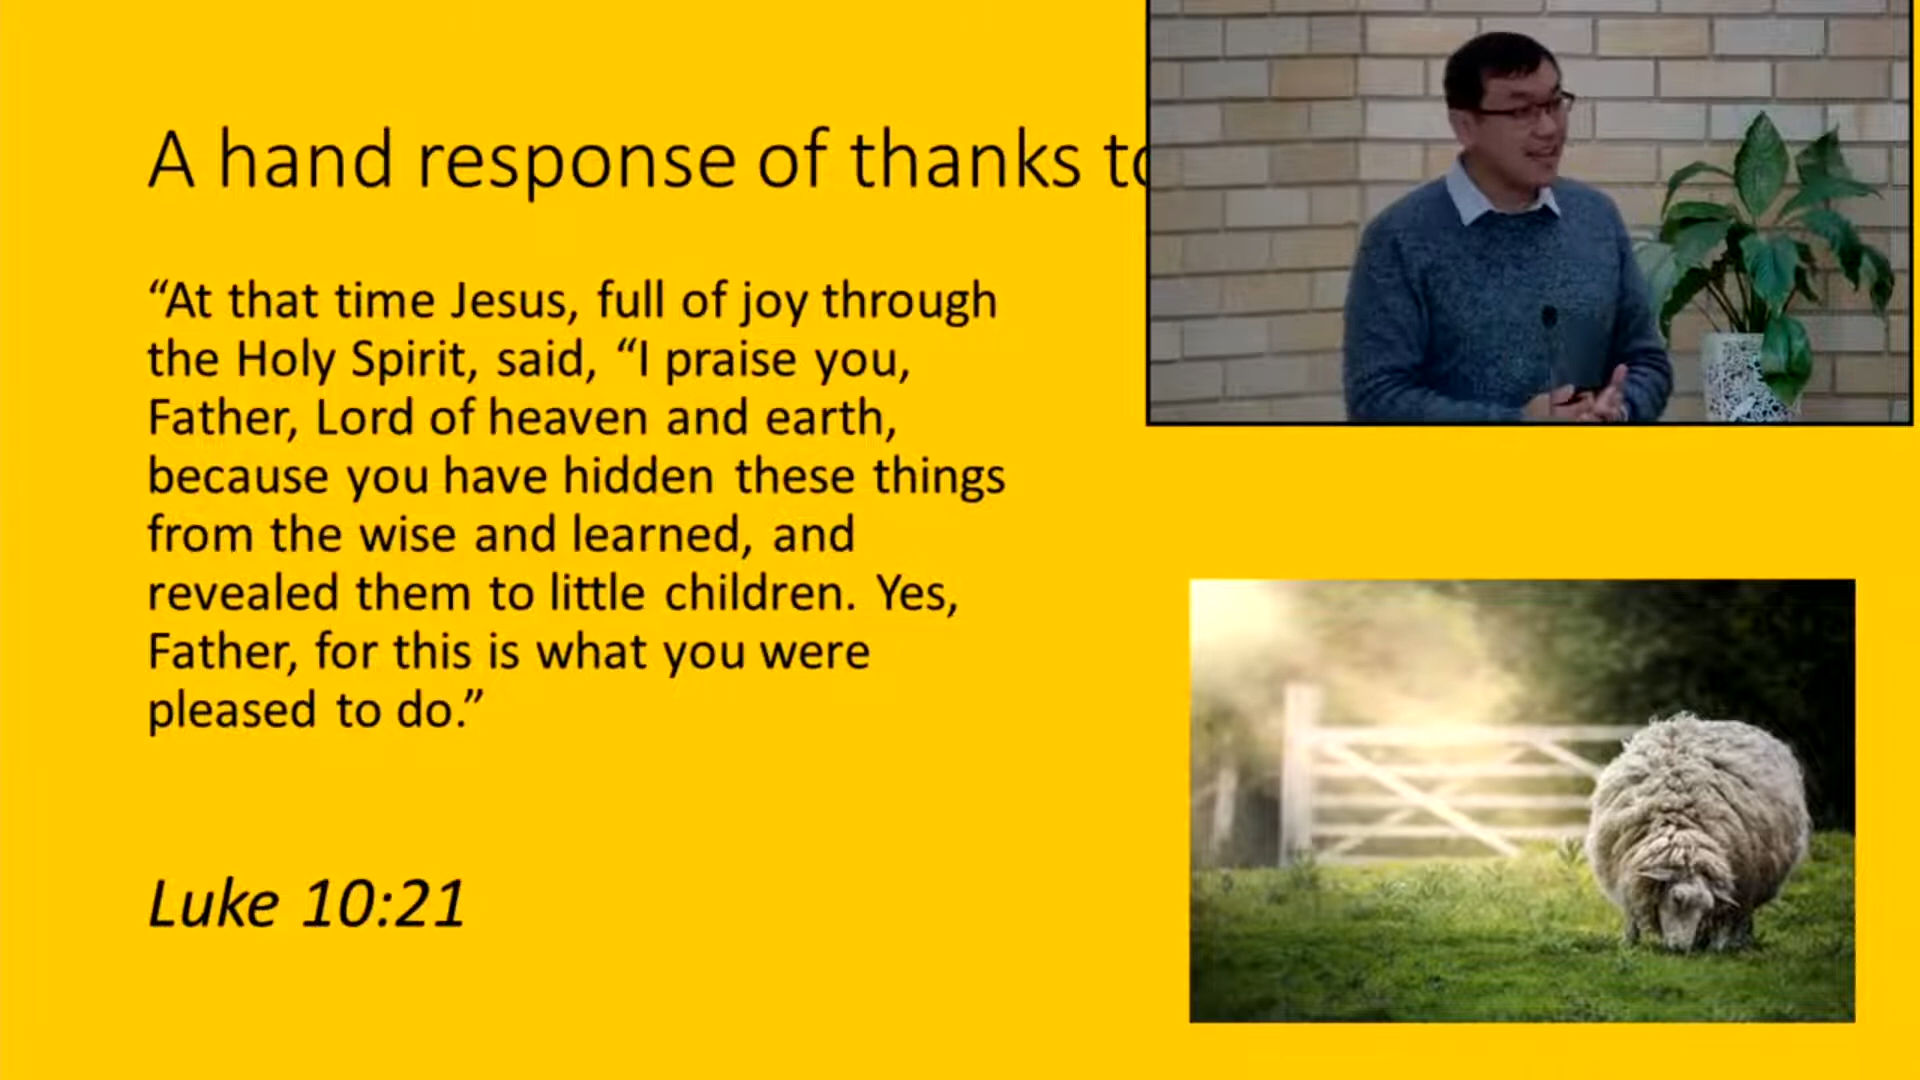 A hand response of thanks to
“At that time Jesus, full of joy through
the Holy Spirit, said, “I praise you,
Father, Lord of heaven and earth,
because you have hidden these things
from the wise and learned, and
revealed them to little children. Yes,
Father, for this is what you were
pleased to do.”
Luke 10:21